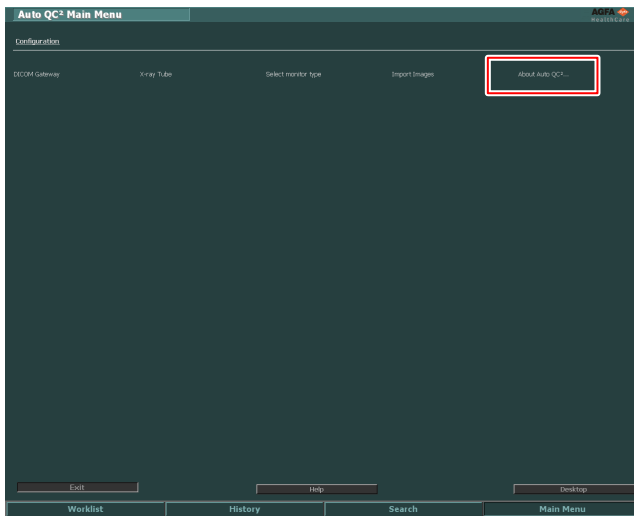 Auto QC² Main Menu
AGFA
HealthCare
Configuration
DICOM Gateway X-ray Tube Select monitor type Import Images About Auto QC²...
Exit Help Desktop
Worklist History Search Main Menu